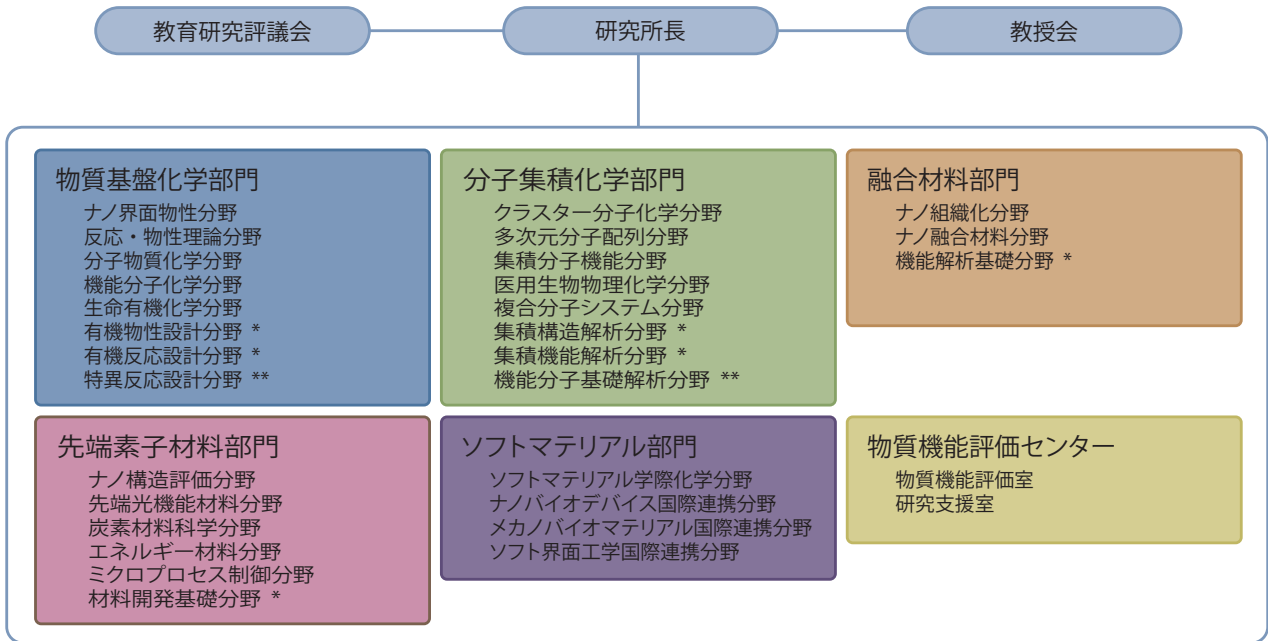 教育研究評議会
研究所長
教授会
物質基盤化学部門
ナノ界面物性分野
反応・物性理論分野
分子物質化学分野
機能分子化学分野
生命有機化学分野
有機物性設計分野 *
有機反応設計分野 *
特異反応設計分野 **
分子集積化学部門
クラスター分子化学分野
多次元分子配列分野
集積分子機能分野
医用生物物理化学分野
複合分子システム分野
集積構造解析分野 *
集積機能解析分野 *
機能分子基礎解析分野 **
融合材料部門
ナノ組織化分野
ナノ融合材料分野
機能解析基礎分野 *
先端素子材料部門
ナノ構造評価分野
先端光機能材料分野
炭素材料科学分野
エネルギー材料分野
ミクロプロセス制御分野
材料開発基礎分野 *
ソフトマテリアル部門
ソフトマテリアル学際化学分野
ナノバイオデバイス国際連携分野
メカノバイオマテリアル国際連携分野
ソフト界面工学国際連携分野
物質機能評価センター
物質機能評価室
研究支援室